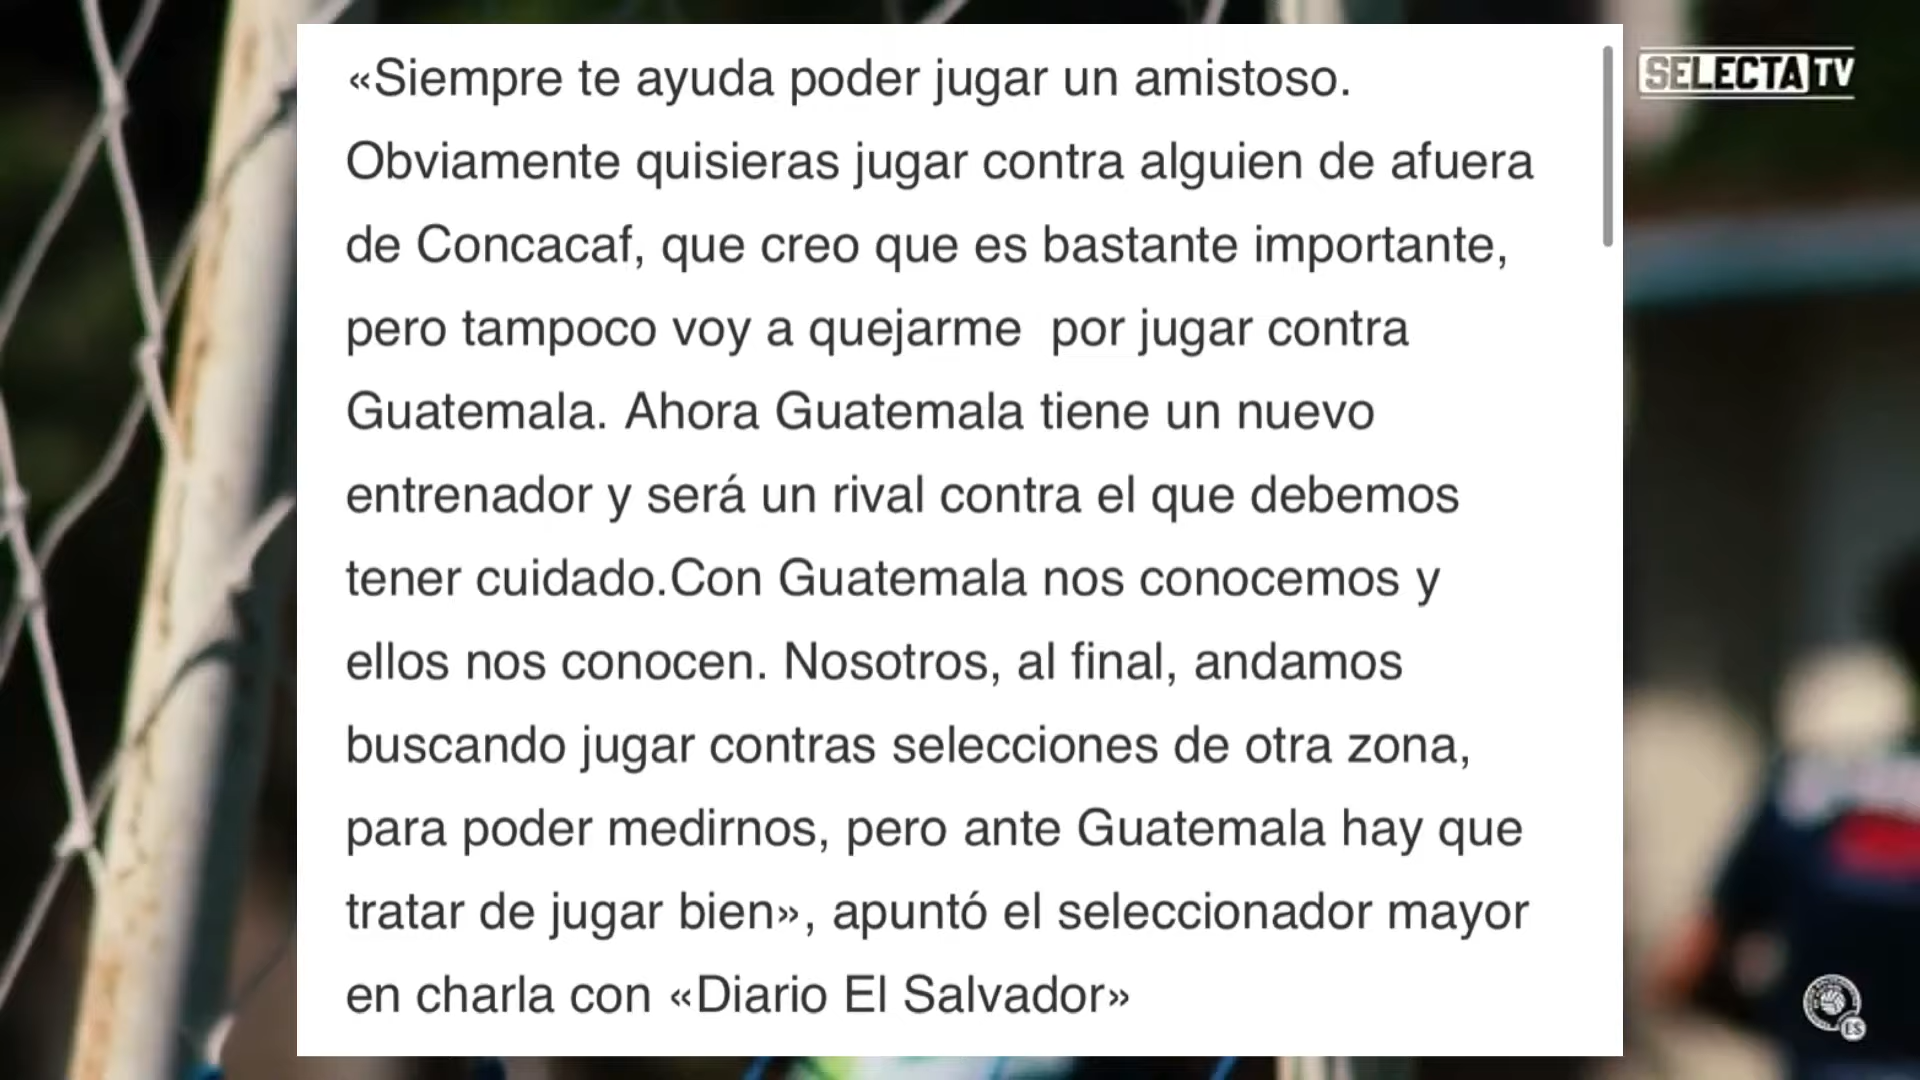 «Siempre te ayuda poder jugar un amistoso.
Obviamente quisieras jugar contra alguien de afuera
de Concacaf, que creo que es bastante importante,
pero tampoco voy a quejarme  por jugar contra
Guatemala. Ahora Guatemala tiene un nuevo
entrenador y será un rival contra el que debemos
tener cuidado.Con Guatemala nos conocemos y
ellos nos conocen. Nosotros, al final, andamos
buscando jugar contras selecciones de otra zona,
para poder medirnos, pero ante Guatemala hay que
tratar de jugar bien», apuntó el seleccionador mayor
en charla con «Diario El Salvador»
SELECTA TV
ES